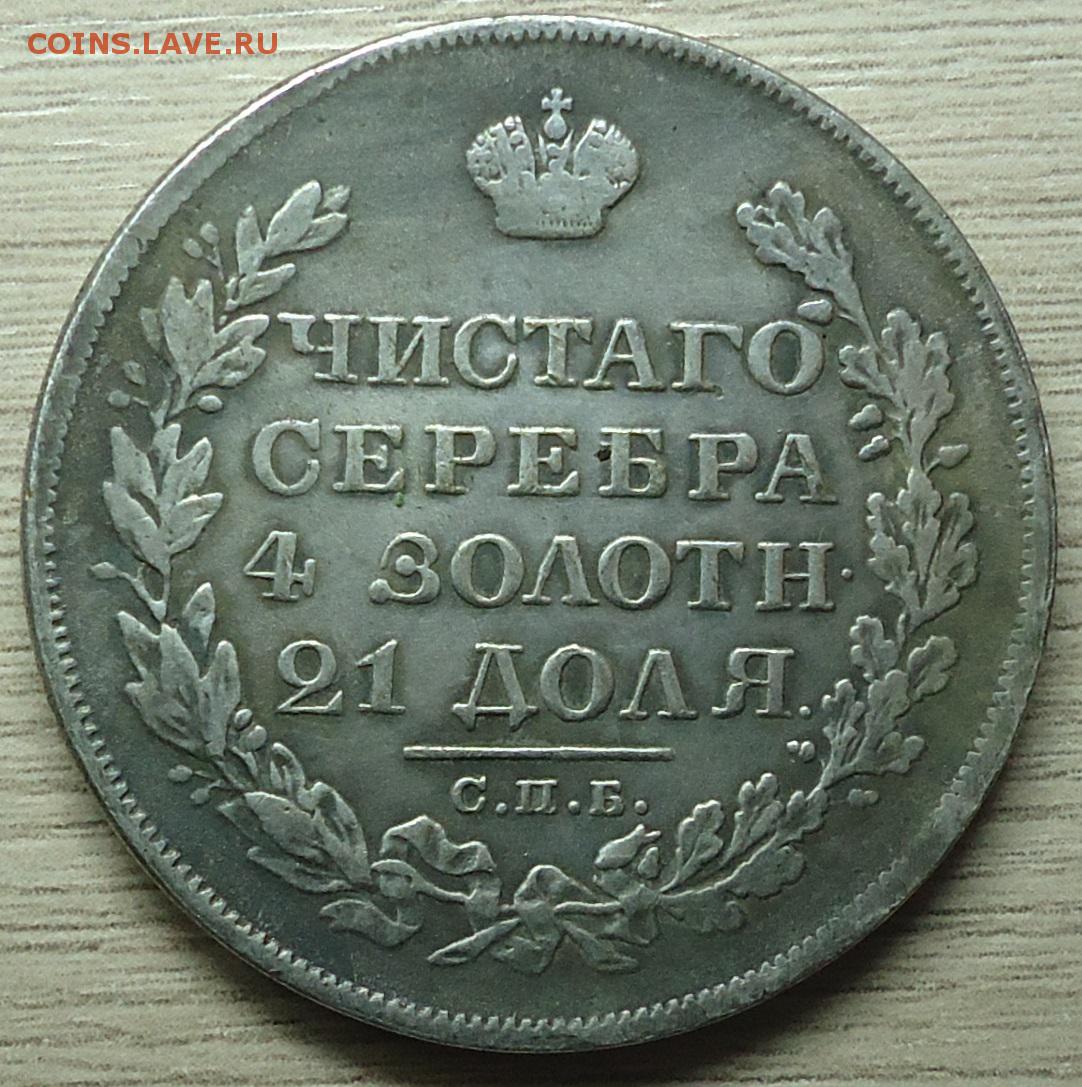 COINS.LAVE.RU
ЧИСТАГО
СЕРЕБРА
4 ЗОЛОТН·
21 ДОЛЯ.
С.П.Б.